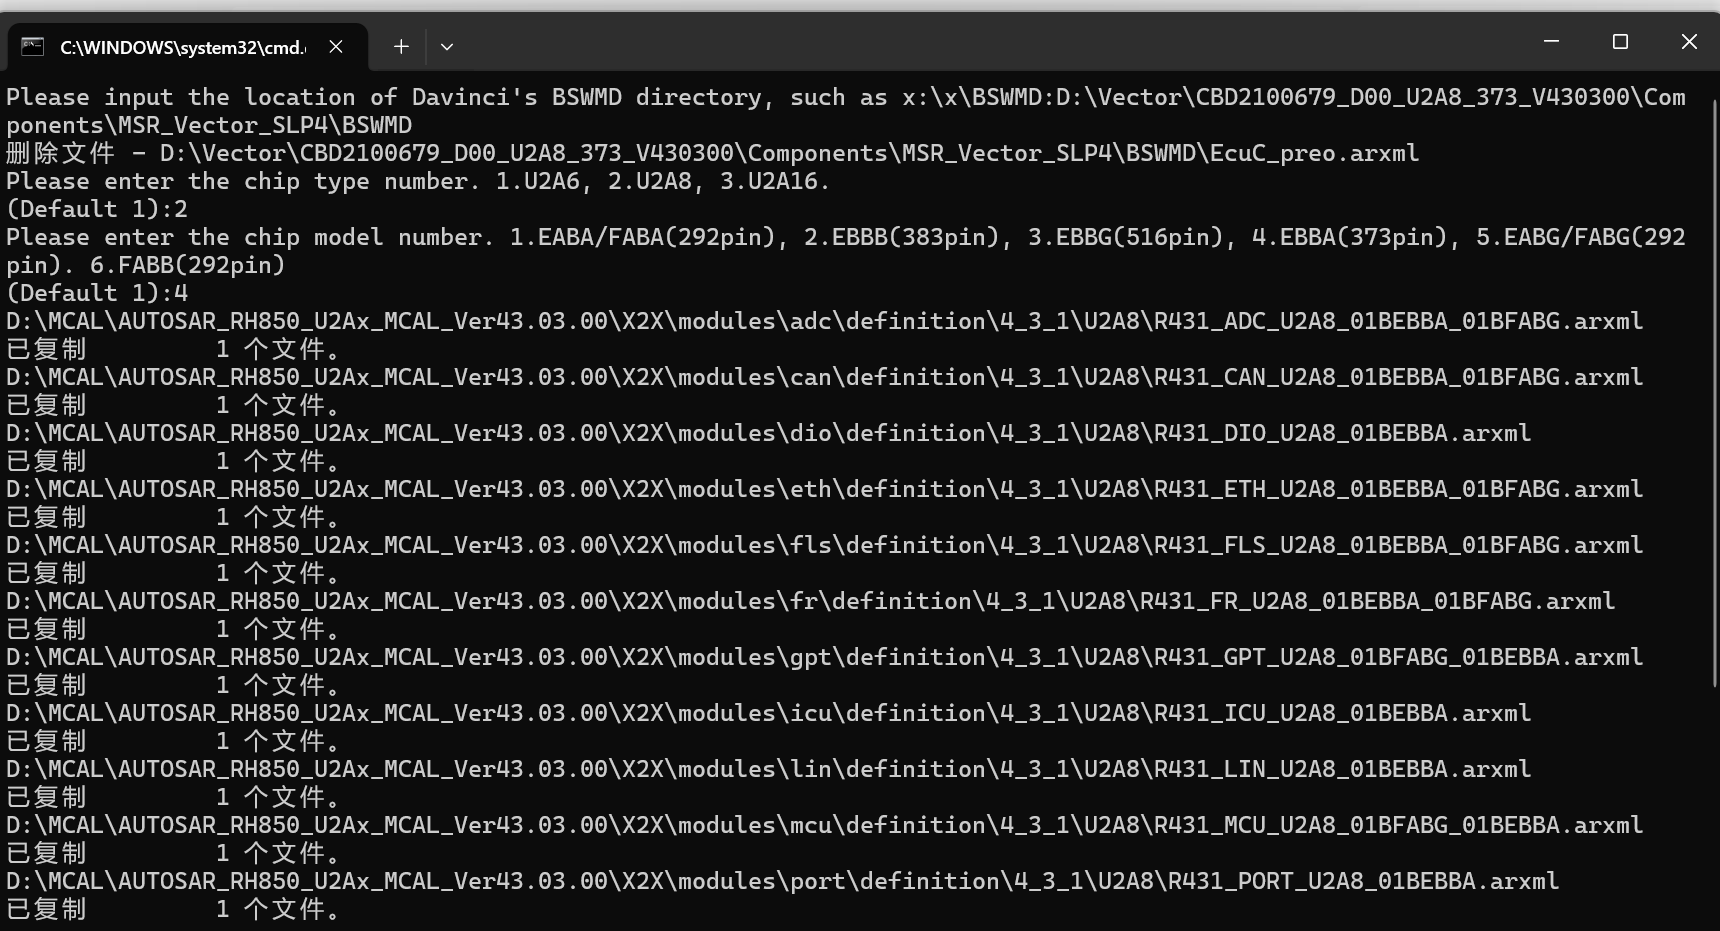 C:\WINDOWS\system32\cmd.
Please input the location of Davinci's BSWMD directory, such as x:\x\BSWMD:D:\Vector\CBD2100679_D00_U2A8_373_V430300\Com
ponents\MSR_Vector_SLP4\BSWMD
删除文件 - D:\Vector\CBD2100679_D00_U2A8_373_V430300\Components\MSR_Vector_SLP4\BSWMD\EcuC_preo.arxml
Please enter the chip type number. 1.U2A6, 2.U2A8, 3.U2A16.
(Default 1):2
Please enter the chip model number. 1.EABA/FABA(292pin), 2.EBBB(383pin), 3.EBBG(516pin), 4.EBBA(373pin), 5.EABG/FABG(292
pin). 6.FABB(292pin)
(Default 1):4
D:\MCAL\AUTOSAR_RH850_U2Ax_MCAL_Ver43.03.00\X2X\modules\adc\definition\4_3_1\U2A8\R431_ADC_U2A8_01BEBBA_01BFABG.arxml
已复制         1 个文件。
D:\MCAL\AUTOSAR_RH850_U2Ax_MCAL_Ver43.03.00\X2X\modules\can\definition\4_3_1\U2A8\R431_CAN_U2A8_01BEBBA_01BFABG.arxml
已复制         1 个文件。
D:\MCAL\AUTOSAR_RH850_U2Ax_MCAL_Ver43.03.00\X2X\modules\dio\definition\4_3_1\U2A8\R431_DIO_U2A8_01BEBBA.arxml
已复制         1 个文件。
D:\MCAL\AUTOSAR_RH850_U2Ax_MCAL_Ver43.03.00\X2X\modules\eth\definition\4_3_1\U2A8\R431_ETH_U2A8_01BEBBA_01BFABG.arxml
已复制         1 个文件。
D:\MCAL\AUTOSAR_RH850_U2Ax_MCAL_Ver43.03.00\X2X\modules\fls\definition\4_3_1\U2A8\R431_FLS_U2A8_01BEBBA_01BFABG.arxml
已复制         1 个文件。
D:\MCAL\AUTOSAR_RH850_U2Ax_MCAL_Ver43.03.00\X2X\modules\fr\definition\4_3_1\U2A8\R431_FR_U2A8_01BEBBA_01BFABG.arxml
已复制         1 个文件。
D:\MCAL\AUTOSAR_RH850_U2Ax_MCAL_Ver43.03.00\X2X\modules\gpt\definition\4_3_1\U2A8\R431_GPT_U2A8_01BFABG_01BEBBA.arxml
已复制         1 个文件。
D:\MCAL\AUTOSAR_RH850_U2Ax_MCAL_Ver43.03.00\X2X\modules\icu\definition\4_3_1\U2A8\R431_ICU_U2A8_01BEBBA.arxml
已复制         1 个文件。
D:\MCAL\AUTOSAR_RH850_U2Ax_MCAL_Ver43.03.00\X2X\modules\lin\definition\4_3_1\U2A8\R431_LIN_U2A8_01BEBBA.arxml
已复制         1 个文件。
D:\MCAL\AUTOSAR_RH850_U2Ax_MCAL_Ver43.03.00\X2X\modules\mcu\definition\4_3_1\U2A8\R431_MCU_U2A8_01BFABG_01BEBBA.arxml
已复制         1 个文件。
D:\MCAL\AUTOSAR_RH850_U2Ax_MCAL_Ver43.03.00\X2X\modules\port\definition\4_3_1\U2A8\R431_PORT_U2A8_01BEBBA.arxml
已复制         1 个文件。